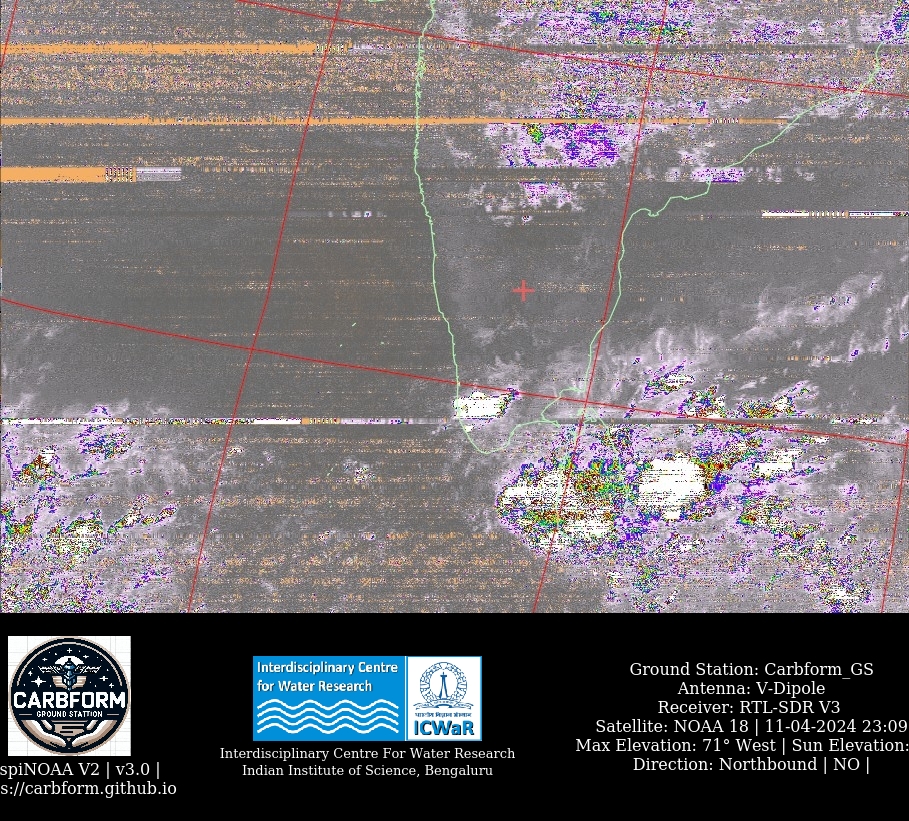 CARBFORM
GROUND STARTION
spiNOAA V2 | v3.0 |
s://carbform.github.io
Interdisciplinary Centre
for Water Research
ICWaR
Interdisciplinary Centre For Water Research
Indian Institute of Science, Bengaluru
Ground Station: Carbform_GS
Antenna: V-Dipole
Receiver: RTL-SDR V3
Satellite: NOAA 18 | 11-04-2024 23:09
Max Elevation: 71° West | Sun Elevation:
Direction: Northbound | NO |